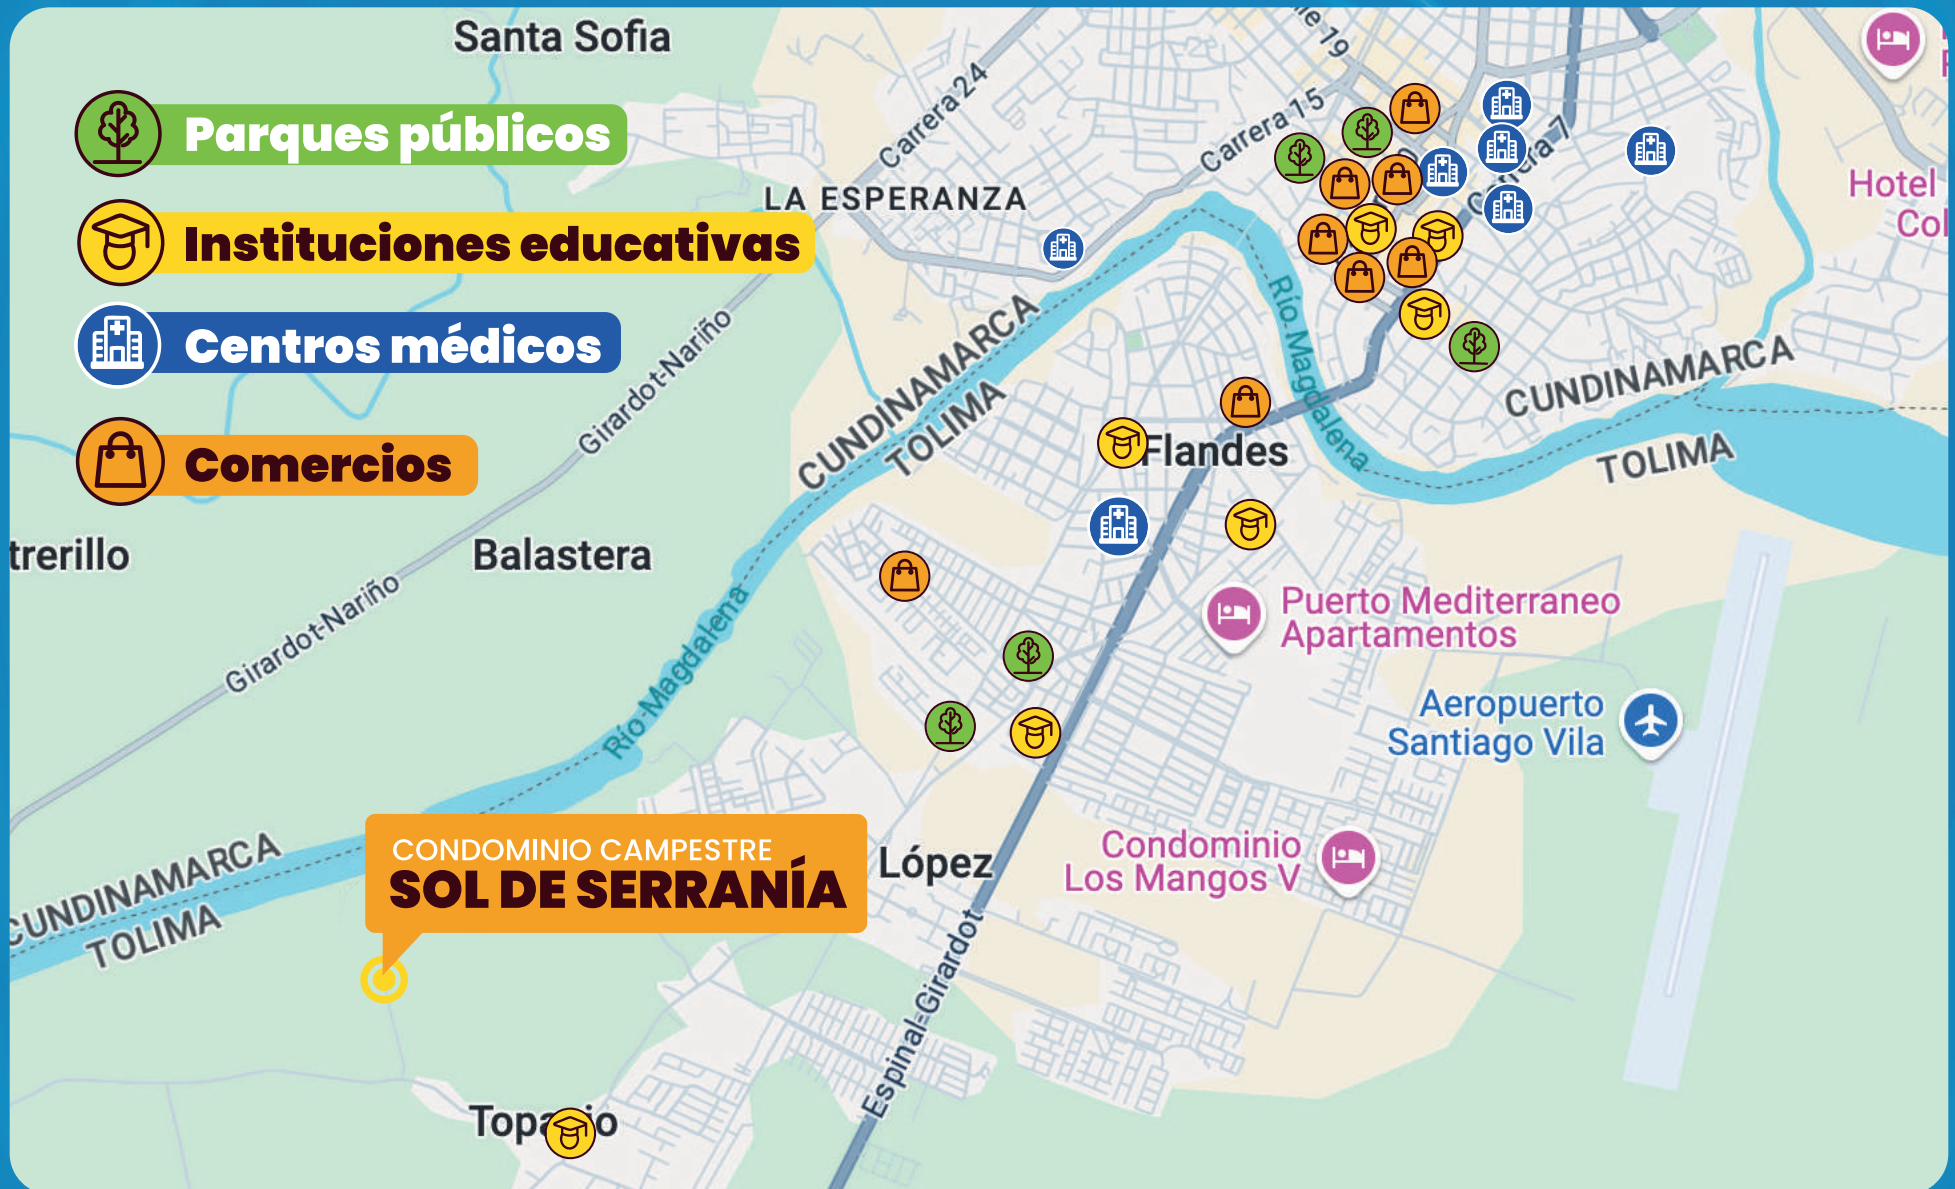 Santa Sofia
Parques públicos
Instituciones educativas
Centros médicos
Comercios
Carrera 24
Carrera 15
LA ESPERANZA
Hotel
Col
Girardot-Nariño
CUNDINAMARCA
TOLIMA
Río Magdalena
CUNDINAMARCA
TOLIMA
Flandes
trerillo
Balastera
Girardot-Nariño
Río Magdalena
Puerto Mediterraneo
Apartamentos
Aeropuerto
Santiago Vila
CONDOMINIO CAMPESTRE
SOL DE SERRANÍA
López
Condominio
Los Mangos V
CUNDINAMARCA
TOLIMA
Espinal-Girardot